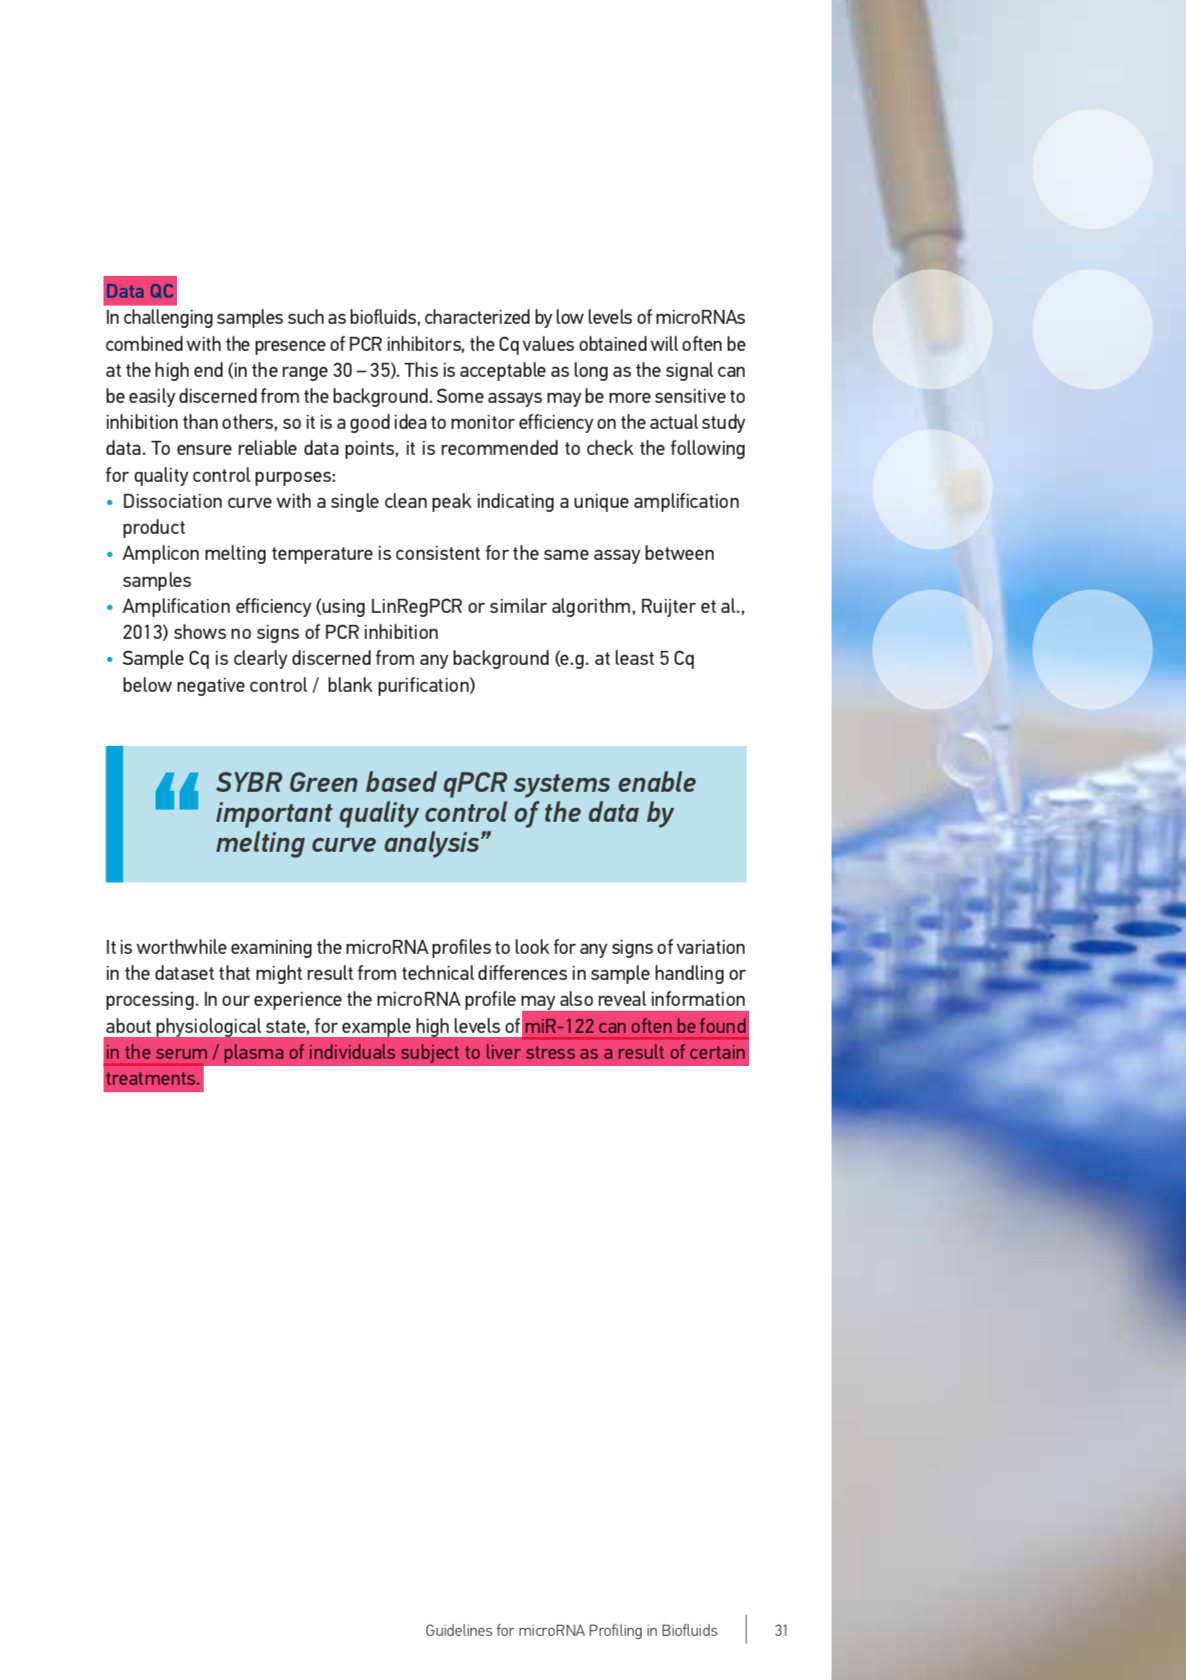 Data QC
In challenging samples such as biofluids, characterized by low levels of microRNAs
combined with the presence of PCR inhibitors, the Cq values obtained will often be
at the high end (in the range 30 – 35). This is acceptable as long as the signal can
be easily discerned from the background. Some assays may be more sensitive to
inhibition than others, so it is a good idea to monitor efficiency on the actual study
data. To ensure reliable data points, it is recommended to check the following
for quality control purposes:
• Dissociation curve with a single clean peak indicating a unique amplification
product
• Amplicon melting temperature is consistent for the same assay between
samples
• Amplification efficiency (using LinRegPCR or similar algorithm, Ruijter et al.,
2013) shows no signs of PCR inhibition
• Sample Cq is clearly discerned from any background (e.g. at least 5 Cq
below negative control / blank purification)
“ SYBR Green based qPCR systems enable
important quality control of the data by
melting curve analysis”
It is worthwhile examining the microRNA profiles to look for any signs of variation
in the dataset that might result from technical differences in sample handling or
processing. In our experience the microRNA profile may also reveal information
about physiological state, for example high levels of miR-122 can often be found
in the serum / plasma of individuals subject to liver stress as a result of certain
treatments.
Guidelines for microRNA Profiling in Biofluids | 31